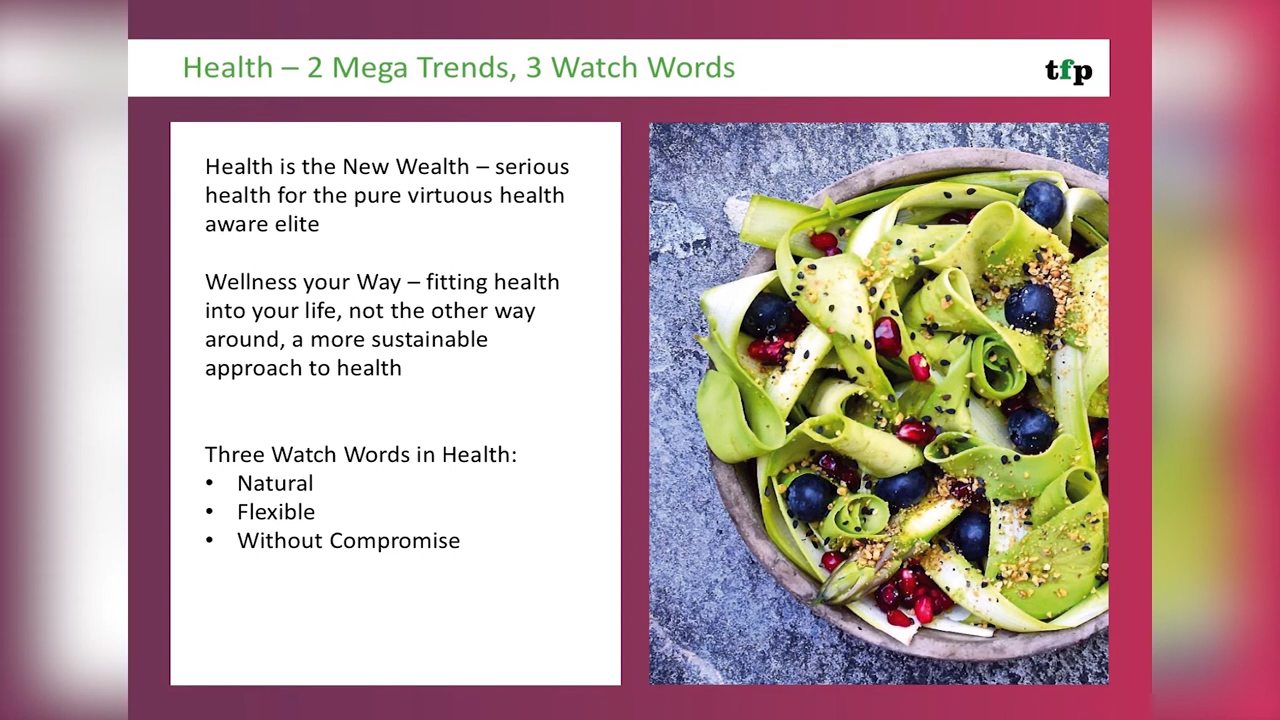 Health – 2 Mega Trends, 3 Watch Words
tfp
Health is the New Wealth – serious
health for the pure virtuous health
aware elite
Wellness your Way – fitting health
into your life, not the other way
around, a more sustainable
approach to health
Three Watch Words in Health:
• Natural
• Flexible
• Without Compromise